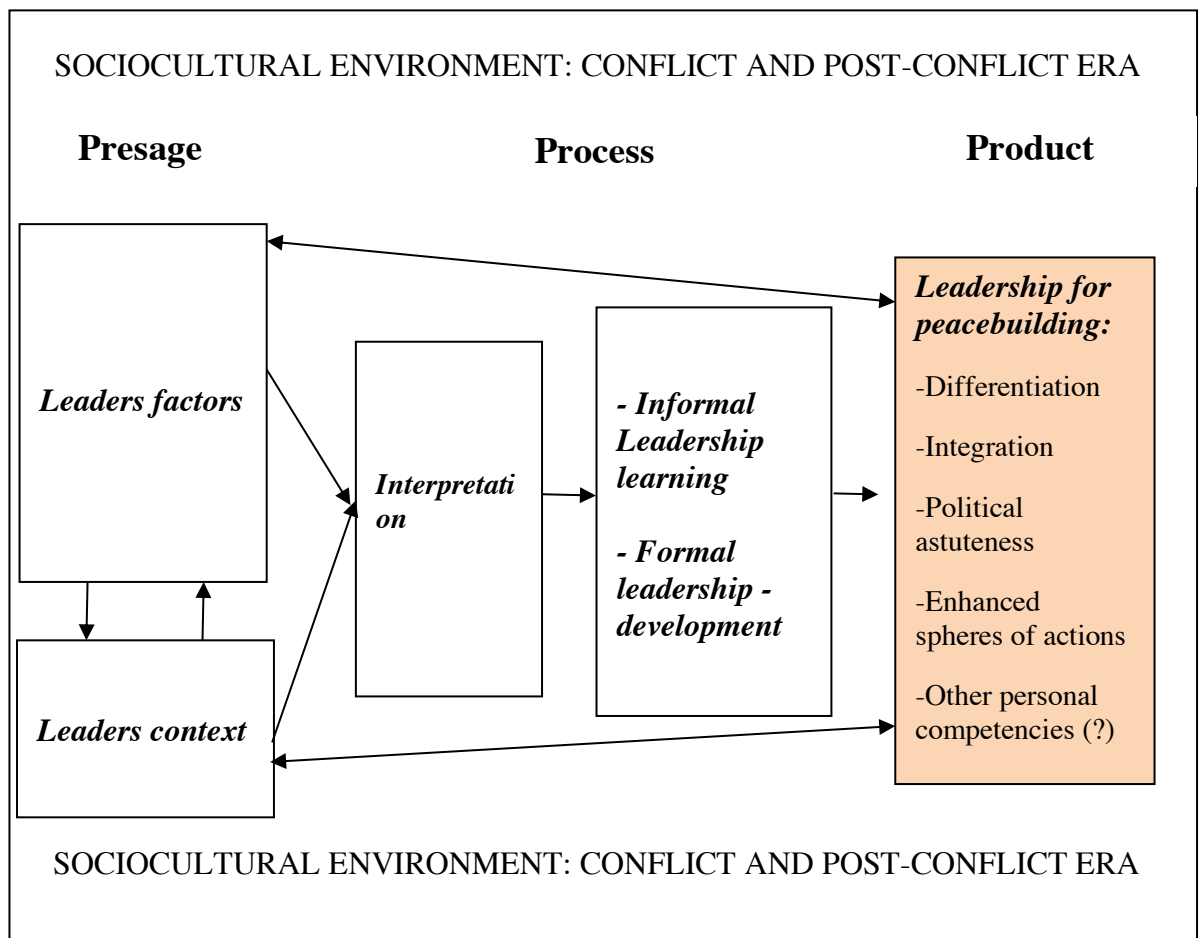 SOCIOCULTURAL ENVIRONMENT: CONFLICT AND POST-CONFLICT ERA
Presage
Process
Product
Leaders factors
Leaders context
Interpretati
on
- Informal
Leadership
learning
- Formal
leadership -
development
Leadership for
peacebuilding:
-Differentiation
-Integration
-Political
astuteness
-Enhanced
spheres of actions
-Other personal
competencies (?)
SOCIOCULTURAL ENVIRONMENT: CONFLICT AND POST-CONFLICT ERA